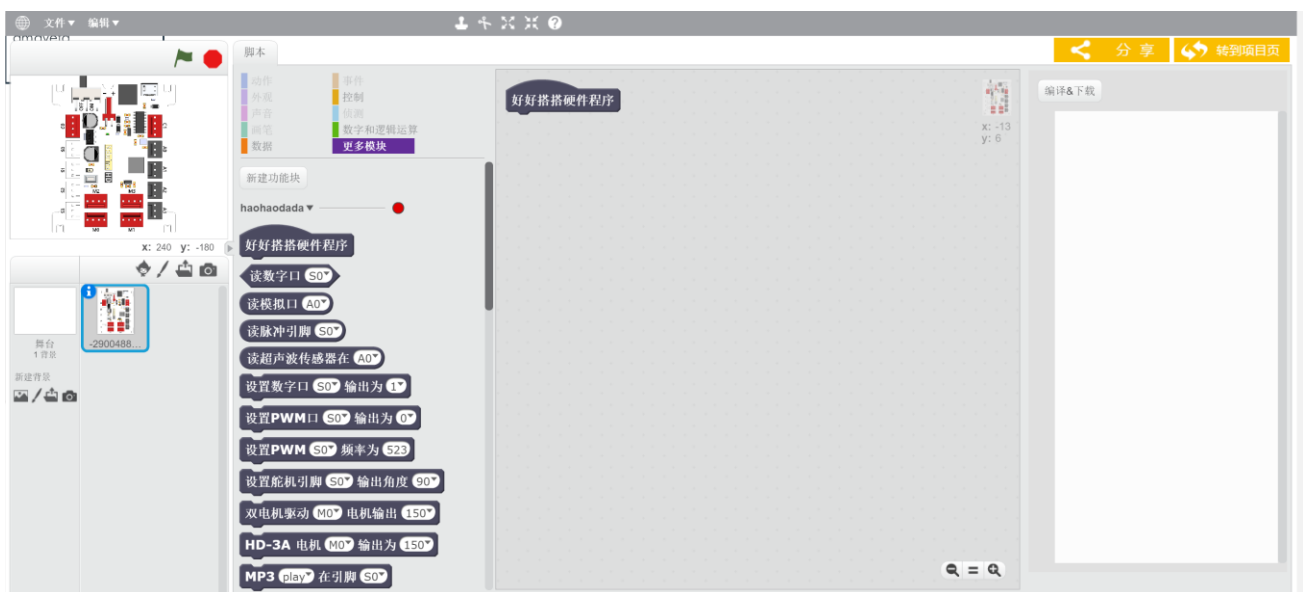 文件▼ 编辑▼
脚本
分享
转到项目页
动作
事件
外观
控制
声音
侦测
画笔
数字和逻辑运算
数据
更多模块
新建功能块
haohaodada▼
好好搭搭硬件程序
读数字口 S0▼
读模拟口 A0▼
读脉冲引脚 S0▼
读超声波传感器在 A0▼
设置数字口 S0▼ 输出为 1▼
设置PWM口 S0▼ 输出为 0▼
设置PWM S0▼ 频率为 523
设置舵机引脚 S0▼ 输出角度 90▼
双电机驱动 M0▼ 电机输出 150▼
HD-3A 电机 M0▼ 输出为 150▼
MP3 play▼ 在引脚 S0▼
x: 240 y: -180
舞台
1 背景
新建背景
-2900488...
好好搭搭硬件程序
x: -13
y: 6
编译&下载